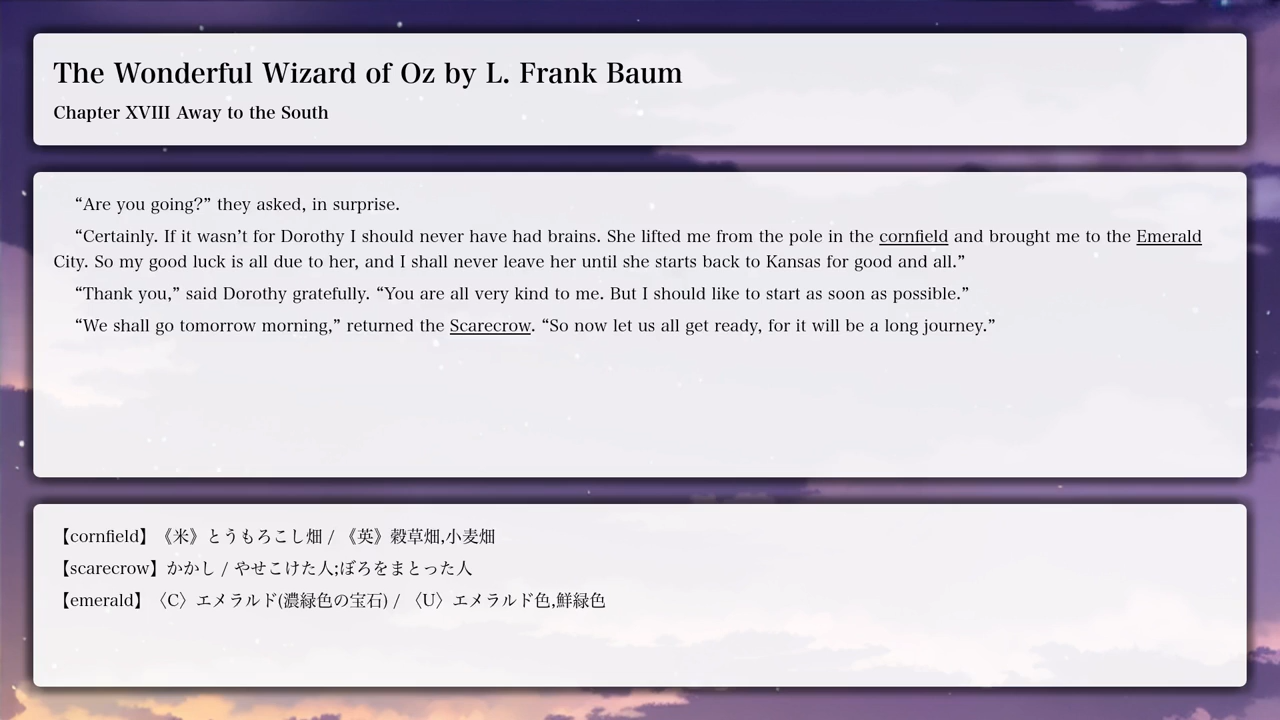 The Wonderful Wizard of Oz by L. Frank Baum
Chapter XVIII Away to the South
“Are you going?” they asked, in surprise.
“Certainly. If it wasn’t for Dorothy I should never have had brains. She lifted me from the pole in the cornfield and brought me to the Emerald
City. So my good luck is all due to her, and I shall never leave her until she starts back to Kansas for good and all.”
“Thank you,” said Dorothy gratefully. “You are all very kind to me. But I should like to start as soon as possible.”
“We shall go tomorrow morning,” returned the Scarecrow. “So now let us all get ready, for it will be a long journey.”
【cornfield】《米》とうもろこし畑 / 《英》穀草畑,小麦畑
【scarecrow】かかし / やせこけた人;ぼろをまとった人
【emerald】〈C〉エメラルド(濃緑色の宝石) / 〈U〉エメラルド色,鮮緑色